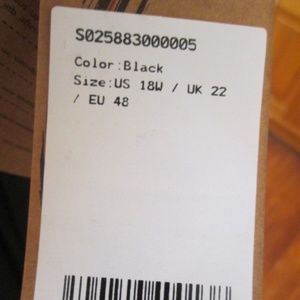 S025883000005
Color:Black
Size:US 18W / UK 22
/ EU 48